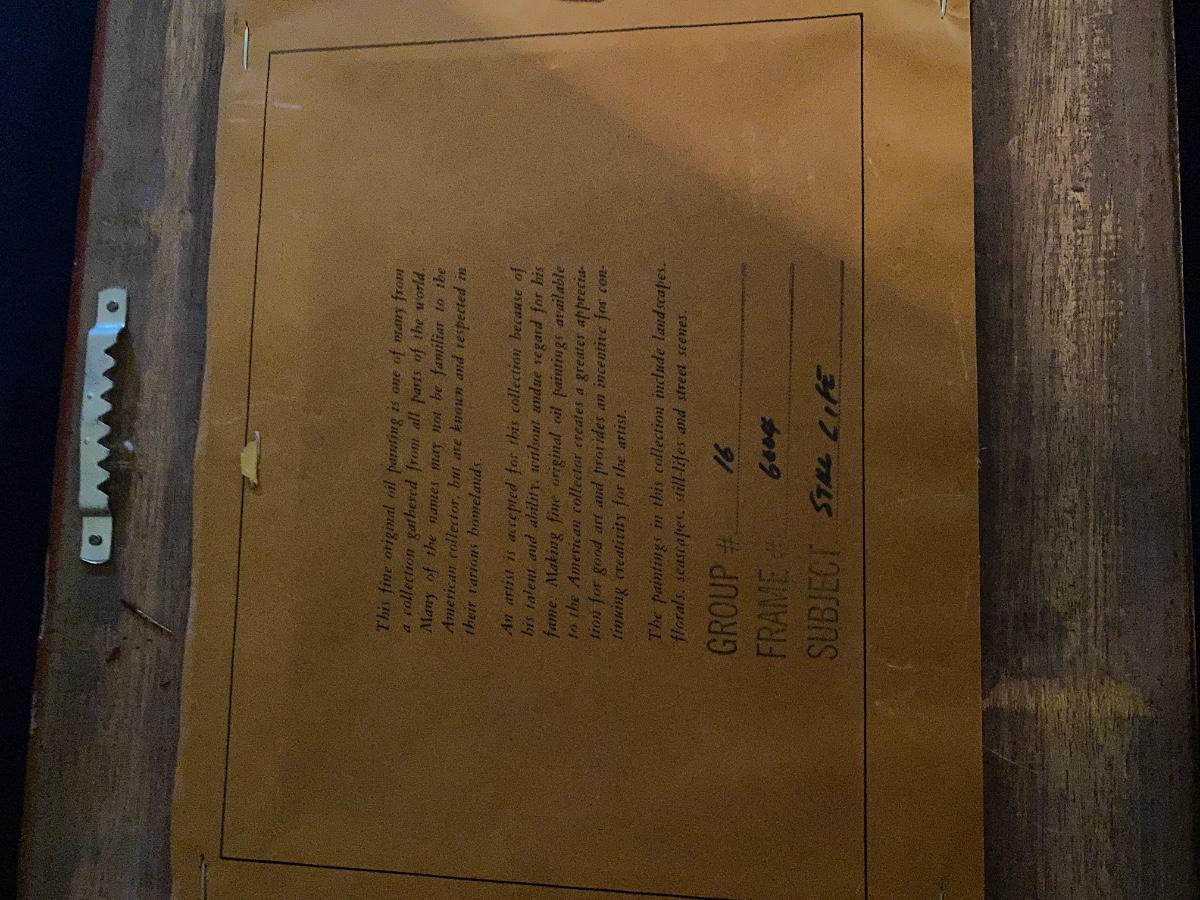 This fine original oil painting is one of many from
a collection gathered from all parts of the world.
Many of the names may not be familiar to the
American collector, but are known and respected in
their various homelands.
An artist is accepted for this collection because of
his talent and ability, without undue regard for his
fame. Making fine original oil paintings available
to the American collector creates a greater apprecia-
tion for good art and provides an incentive for con-
tinuing creativity for the artist.
The paintings in this collection include landscapes,
florals, seascapes, still-lifes and street scenes.
GROUP # 16
FRAME # 6004
SUBJECT STILL LIFE